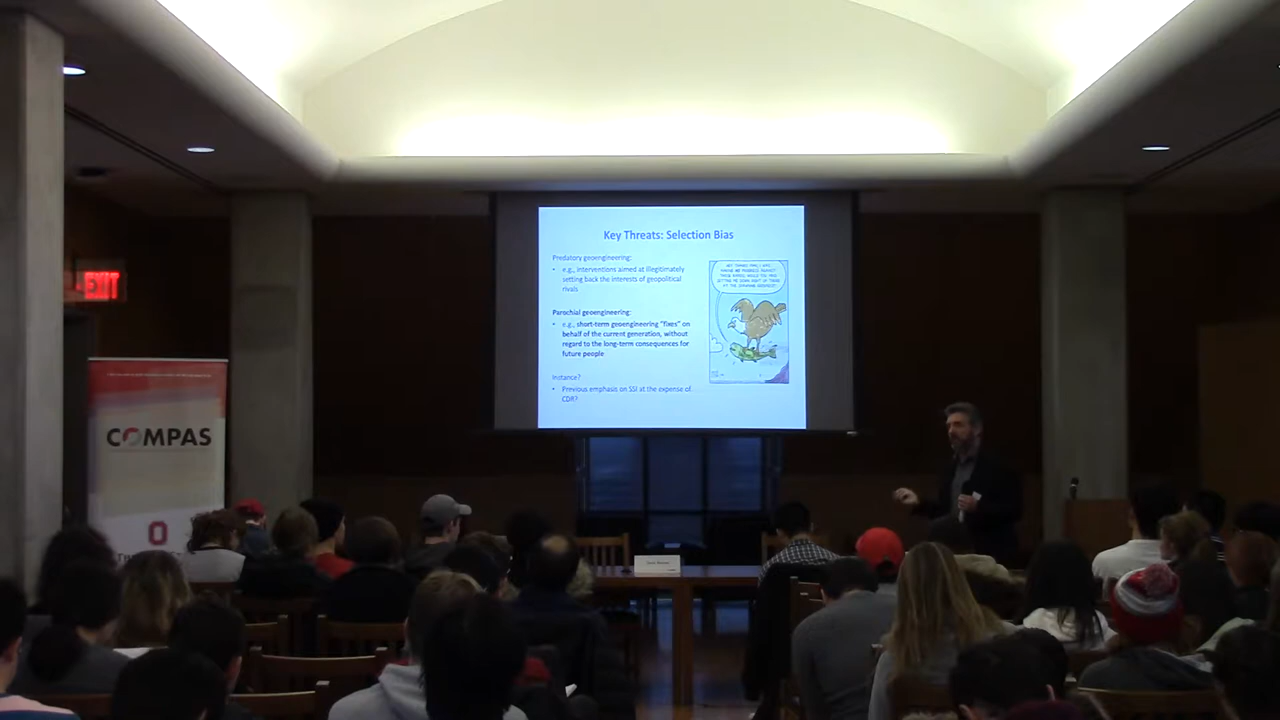 Key Threats: Selection Bias
Predatory geoengineering:
• e.g., interventions aimed at illegitimately
setting back the interests of geopolitical
rivals
Parochial geoengineering:
• e.g., short-term geoengineering "fixes" on
behalf of the current generation, without
regard to the long-term consequences for
future people
Instance?
• Previous emphasis on SSI at the expense of
CDR?
EXIT
COMPAS